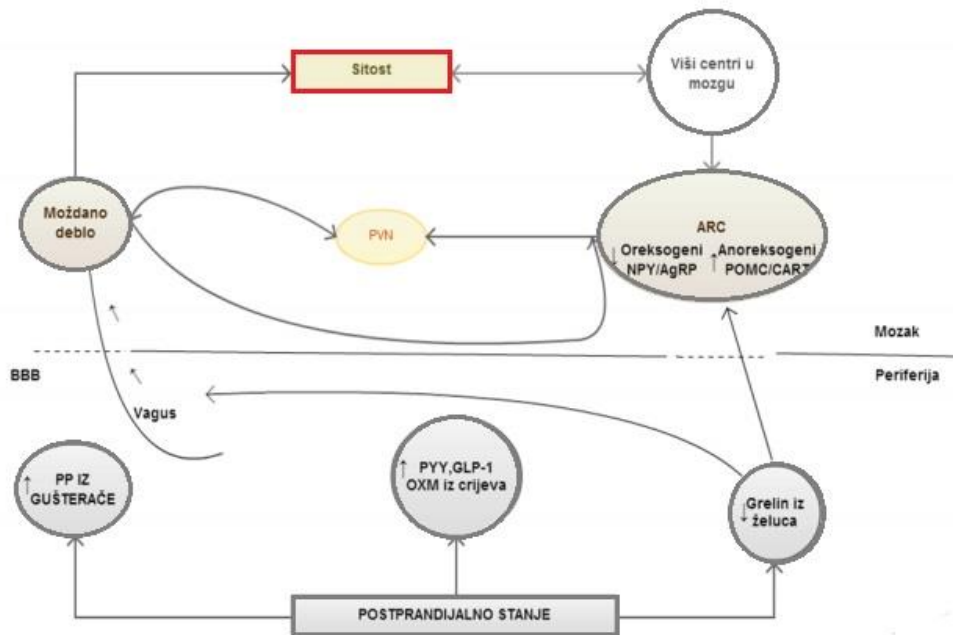 Sitost
Viši centri u
mozgu
Moždano
deblo
PVN
ARC
↓ Oreksogeni ↑ Anoreksogeni
NPY/AgRP POMC/CART
Mozak
BBB
Periferija
Vagus
↑ PP IZ
GUŠTERAČE
↑ PYY,GLP-1
OXM iz crijeva
↓ Grelin iz
želuca
POSTPRANDIJALNO STANJE